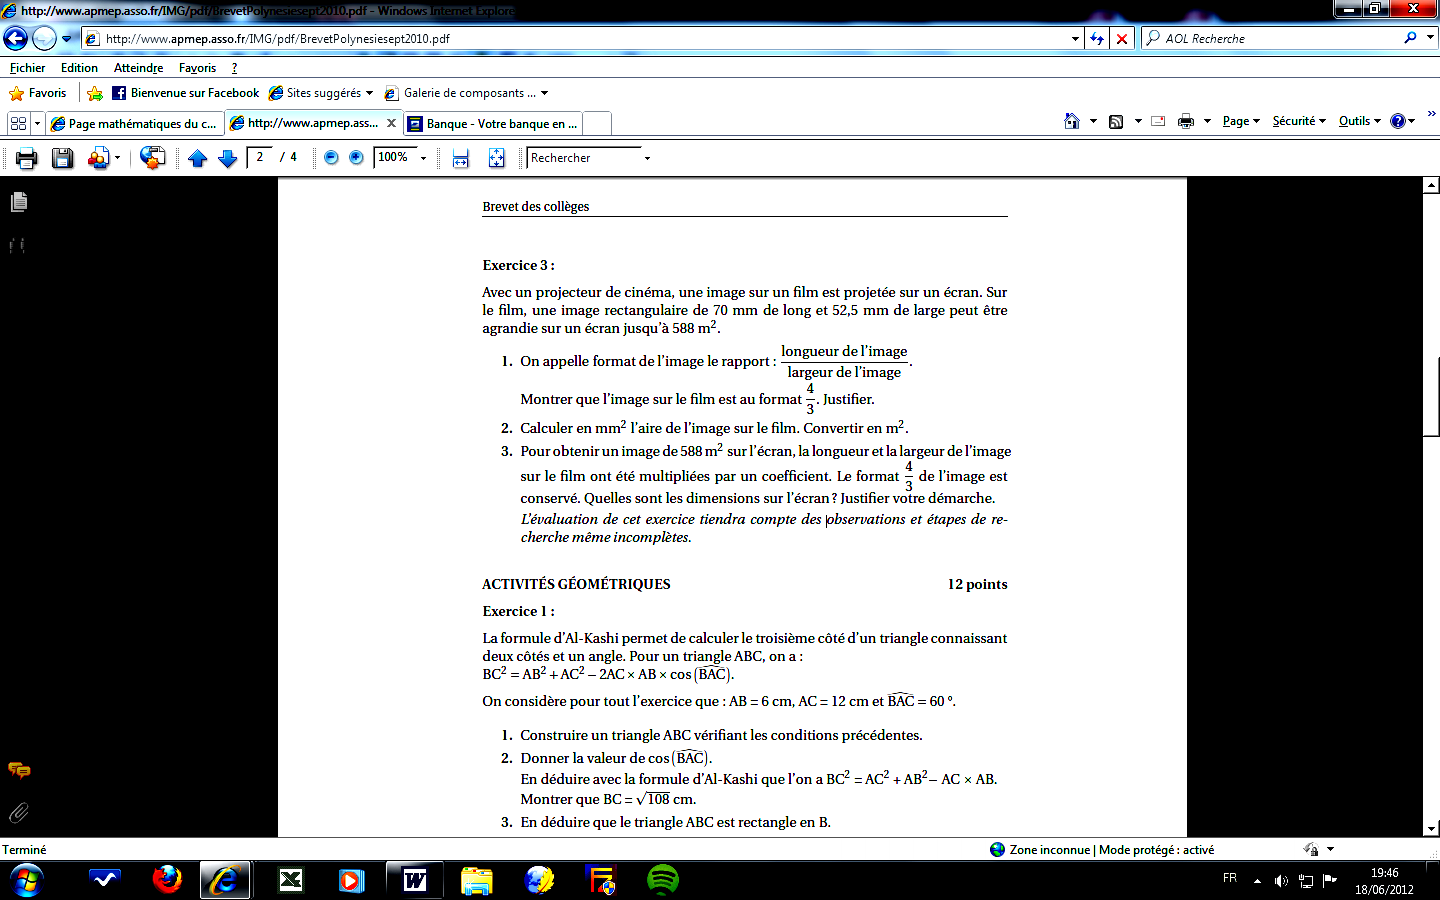 http://www.apmep.asso.fr/IMG/pdf/BrevetPolynesiesept2010.pdf - Windows Internet Explorer
http://www.apmep.asso.fr/IMG/pdf/BrevetPolynesiesept2010.pdf
AOL Recherche
Fichier Edition Atteindre Favoris ?
Favoris Bienvenue sur Facebook Sites suggérés Galerie de composants ...
Page mathématiques du c... http://www.apmep.ass... X Banque - Votre banque en ... Page Sécurité Outils »
2 / 4 100% Rechercher
Brevet des collèges
Exercice 3 :
Avec un projecteur de cinéma, une image sur un film est projetée sur un écran. Sur
le film, une image rectangulaire de 70 mm de long et 52,5 mm de large peut être
agrandie sur un écran jusqu'à 588 m².
1. On appelle format de l'image le rapport : longueur de l'image / largeur de l'image.
Montrer que l'image sur le film est au format 4/3. Justifier.
2. Calculer en mm² l'aire de l'image sur le film. Convertir en m².
3. Pour obtenir un image de 588 m² sur l'écran, la longueur et la largeur de l'image
sur le film ont été multipliées par un coefficient. Le format 4/3 de l'image est
conservé. Quelles sont les dimensions sur l'écran ? Justifier votre démarche.
L'évaluation de cet exercice tiendra compte des observations et étapes de re-
cherche même incomplètes.
ACTIVITÉS GÉOMÉTRIQUES 12 points
Exercice 1 :
La formule d'Al-Kashi permet de calculer le troisième côté d'un triangle connaissant
deux côtés et un angle. Pour un triangle ABC, on a :
BC² = AB² + AC² − 2AC × AB × cos(B͡AC).
On considère pour tout l'exercice que : AB = 6 cm, AC = 12 cm et B͡AC = 60 °.
1. Construire un triangle ABC vérifiant les conditions précédentes.
2. Donner la valeur de cos(B͡AC).
En déduire avec la formule d'Al-Kashi que l'on a BC² = AC² + AB² − AC × AB.
Montrer que BC = √108 cm.
3. En déduire que le triangle ABC est rectangle en B.
Terminé Zone inconnue | Mode protégé : activé
FR 19:46
18/06/2012